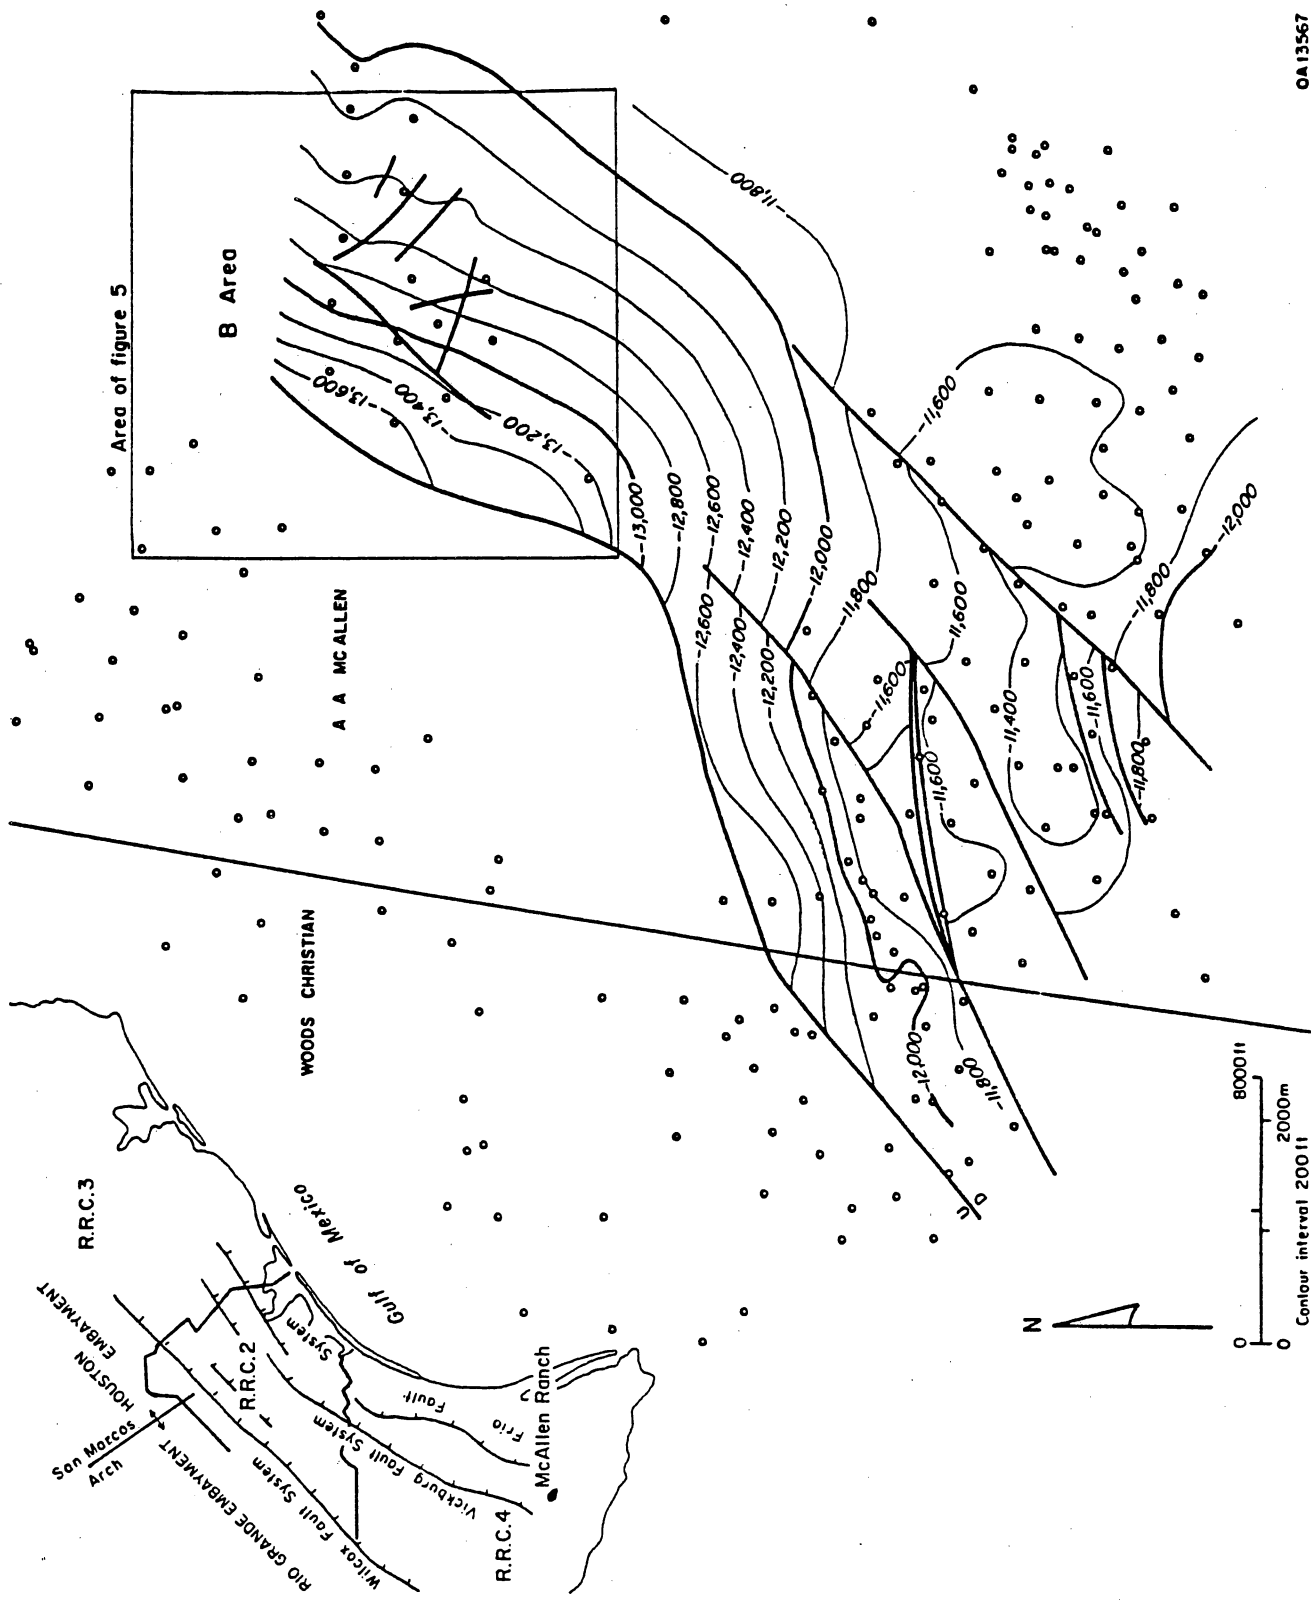 OA13567
Area of figure 5
B Area
-13,600
-13,400
-13,200
-13,000
-12,800
-12,600
-12,400
-12,200
-12,000
-11,800
-11,600
-11,800
-11,600
-12,000
-11,800
-12,600
-12,400
-12,200
-11,600
-11,400
-11,600
-11,600
-11,800
-12,000
-11,800
A A MC ALLEN
WOODS CHRISTIAN
U
D
R.R.C.3
Gulf of Mexico
HOUSTON
EMBAYMENT
San Marcos
Arch
RIO GRANDE EMBAYMENT
Wilcox Fault System
R.R.C.2
Vickburg Fault System
Frio Fault System
McAllen Ranch
R.R.C.4
N
0 8000ft
0 2000m
Contour interval 200ft